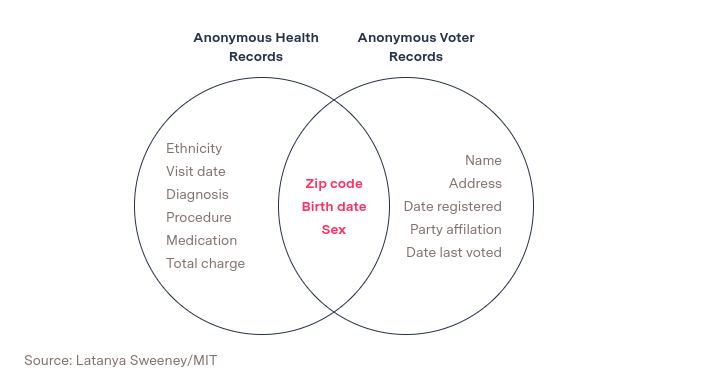 Anonymous Health
Records
Anonymous Voter
Records
Ethnicity
Visit date
Diagnosis
Procedure
Medication
Total charge
Zip code
Birth date
Sex
Name
Address
Date registered
Party affilation
Date last voted
Source: Latanya Sweeney/MIT